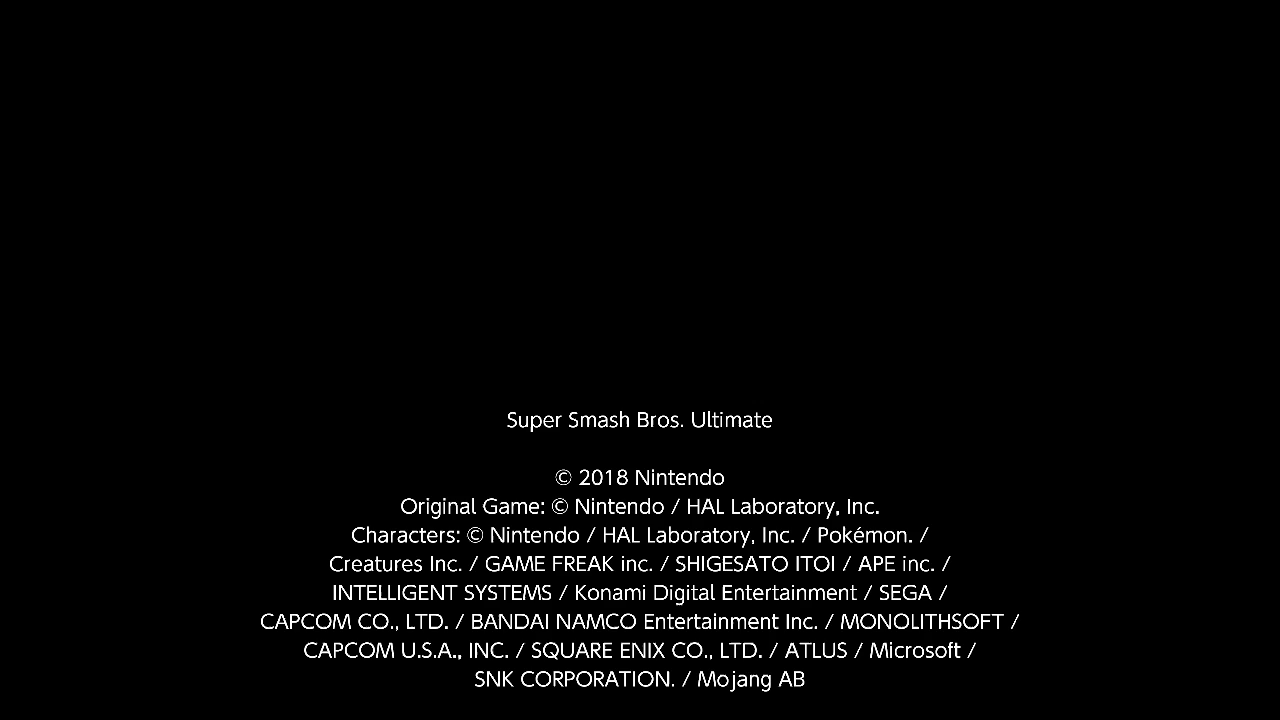 Super Smash Bros. Ultimate
© 2018 Nintendo
Original Game: © Nintendo / HAL Laboratory, Inc.
Characters: © Nintendo / HAL Laboratory, Inc. / Pokémon. /
Creatures Inc. / GAME FREAK inc. / SHIGESATO ITOI / APE inc. /
INTELLIGENT SYSTEMS / Konami Digital Entertainment / SEGA /
CAPCOM CO., LTD. / BANDAI NAMCO Entertainment Inc. / MONOLITHSOFT /
CAPCOM U.S.A., INC. / SQUARE ENIX CO., LTD. / ATLUS / Microsoft /
SNK CORPORATION. / Mojang AB